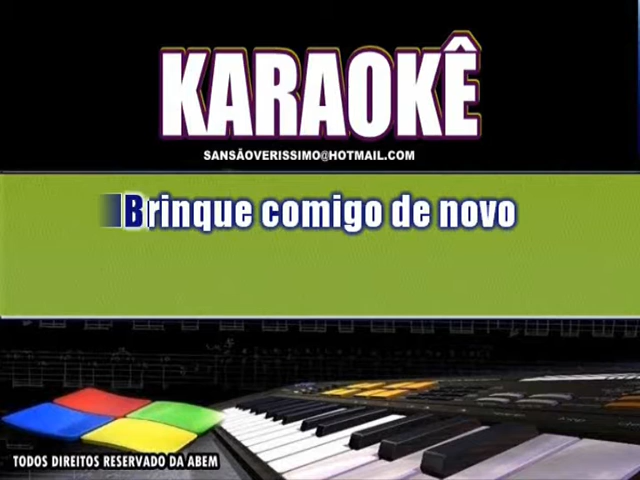 KARAOKÊ
SANSÃOVERISSIMO@HOTMAIL.COM
Brinque comigo de novo
TODOS DIREITOS RESERVADO DA ABEM